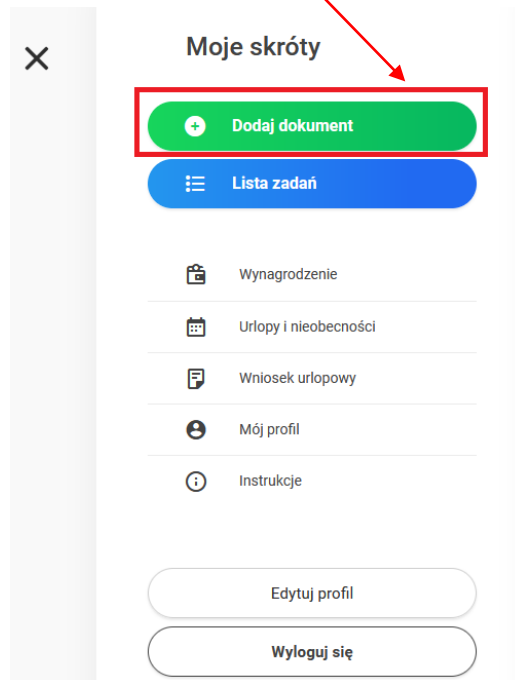 Moje skróty
Dodaj dokument
Lista zadań
Wynagrodzenie
Urlopy i nieobecności
Wniosek urlopowy
Mój profil
Instrukcje
Edytuj profil
Wyloguj się